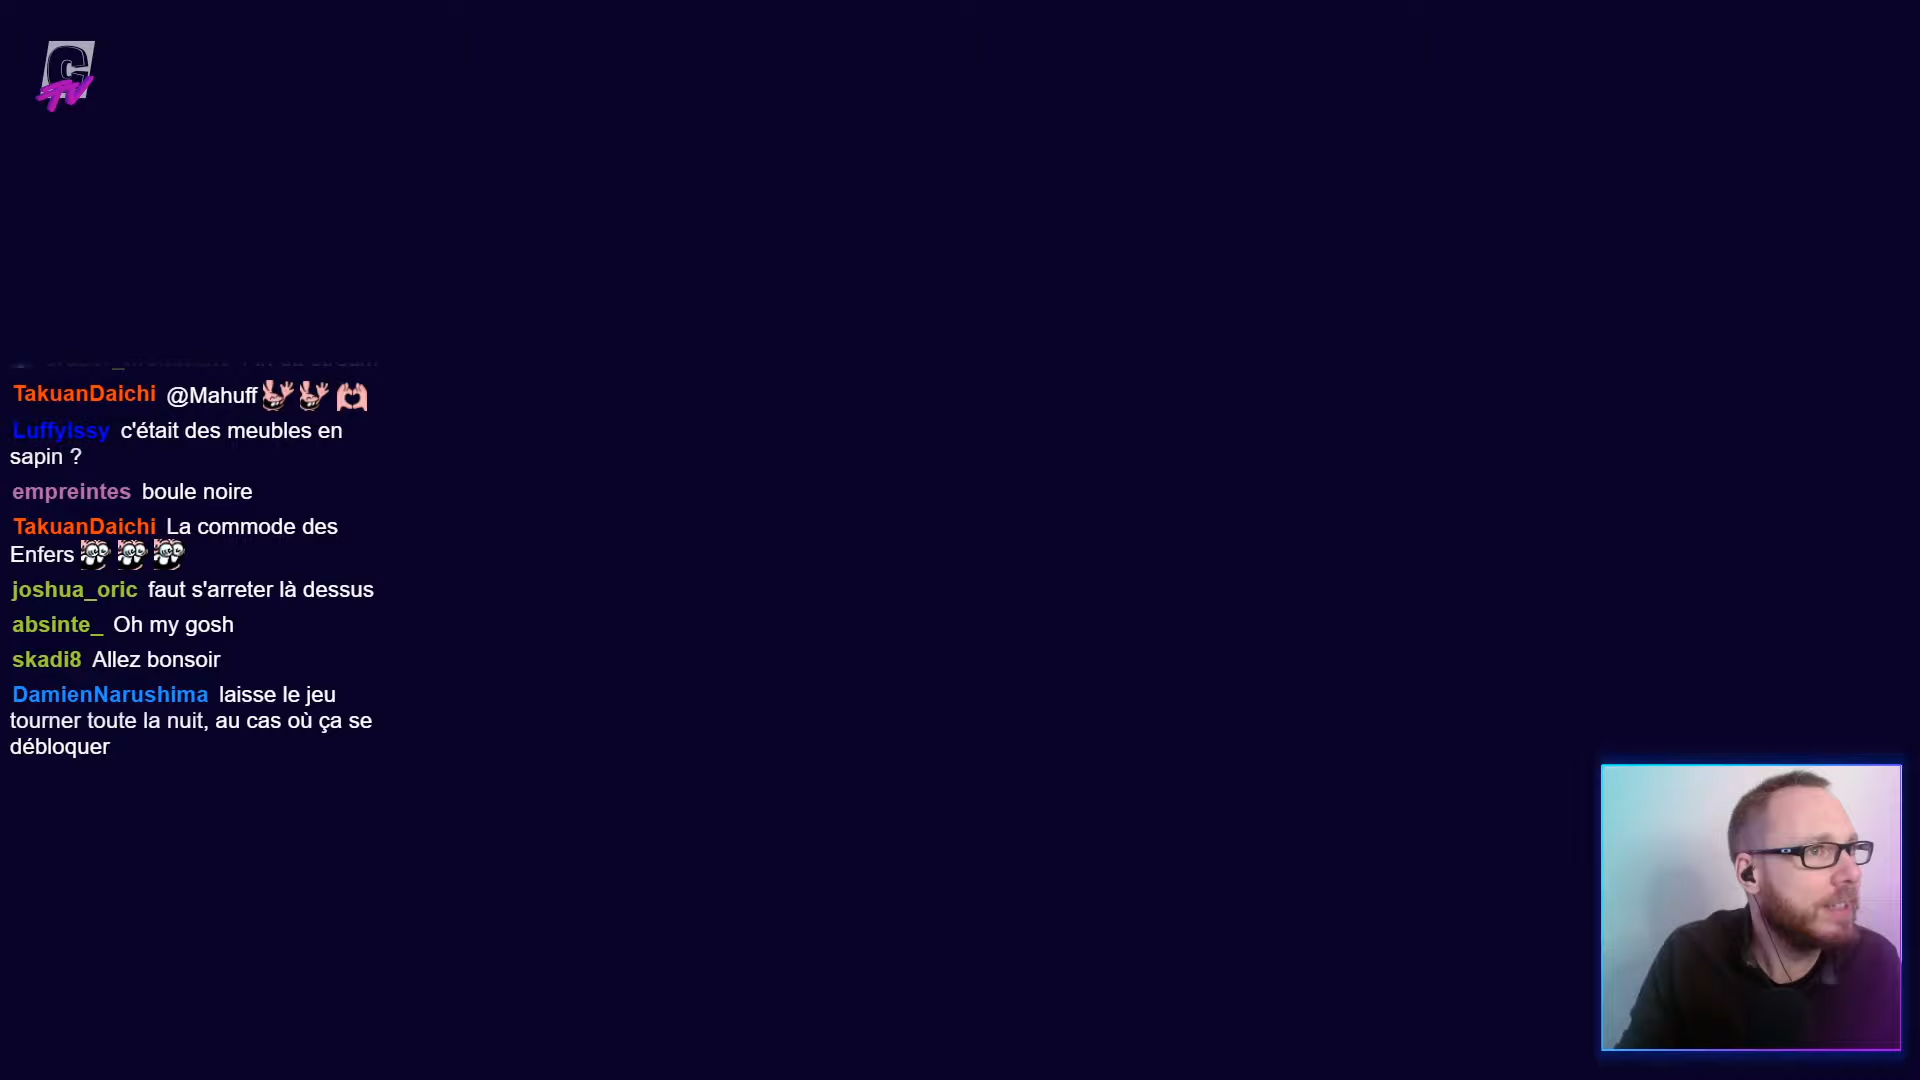 G
TV
TakuanDaichi @Mahuff
LuffyIssy c'était des meubles en
sapin ?
empreintes boule noire
TakuanDaichi La commode des
Enfers
joshua_oric faut s'arreter là dessus
absinte_ Oh my gosh
skadi8 Allez bonsoir
DamienNarushima laisse le jeu
tourner toute la nuit, au cas où ça se
débloquer